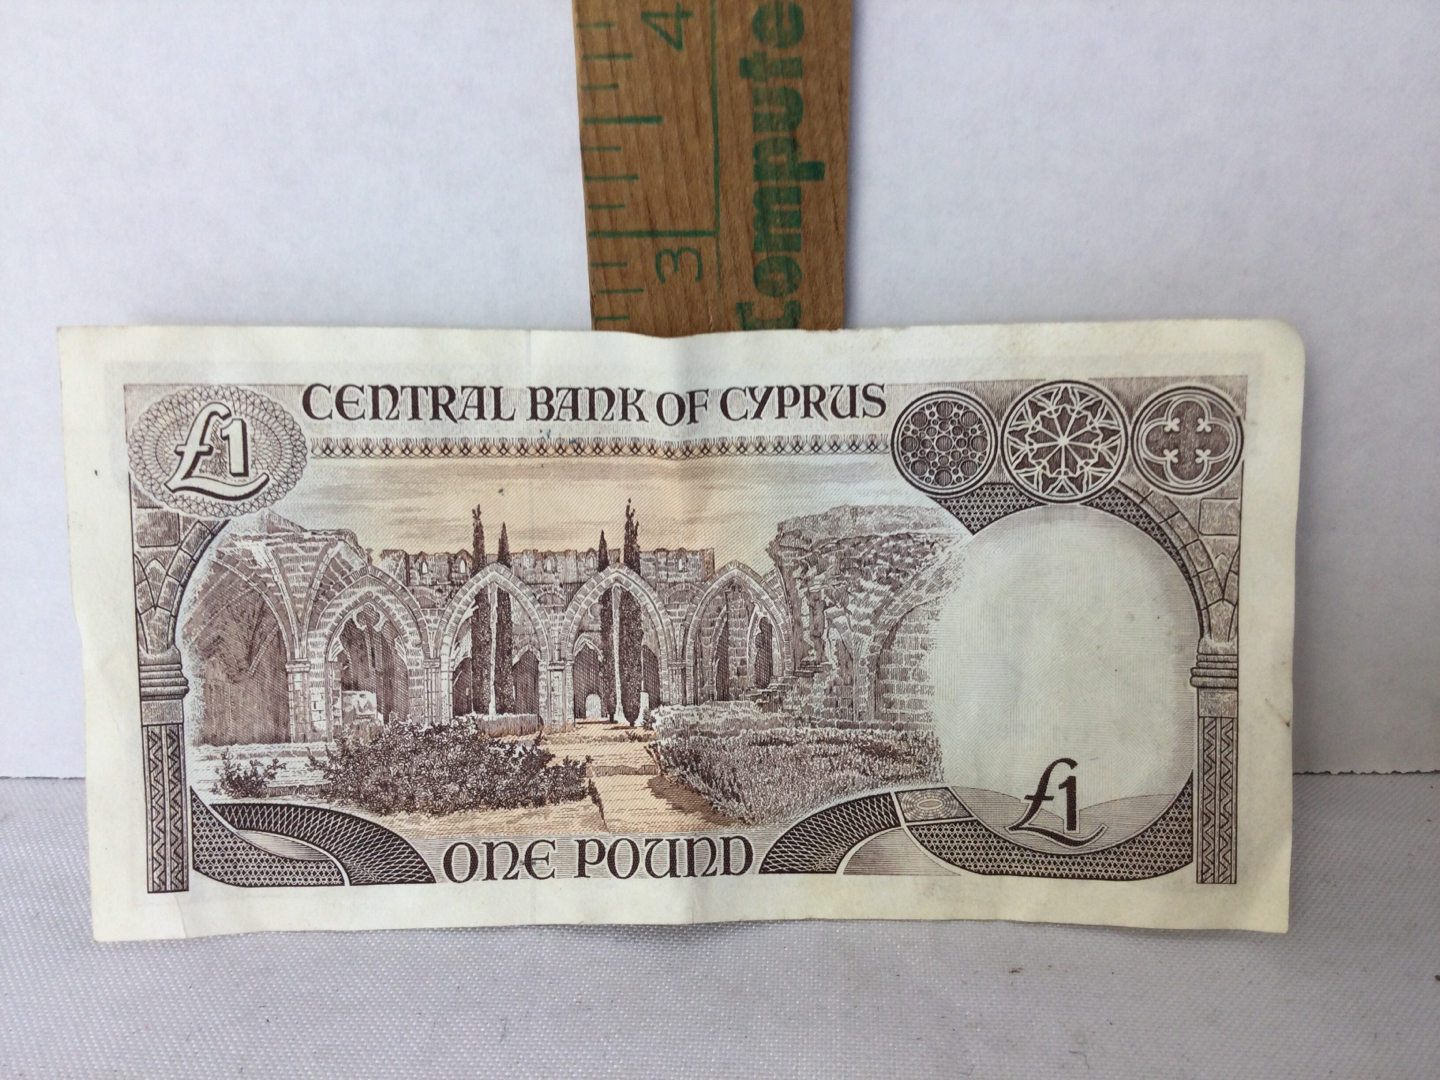 4
3
Compute
CENTRAL BANK OF CYPRUS
£1
£1
ONE POUND